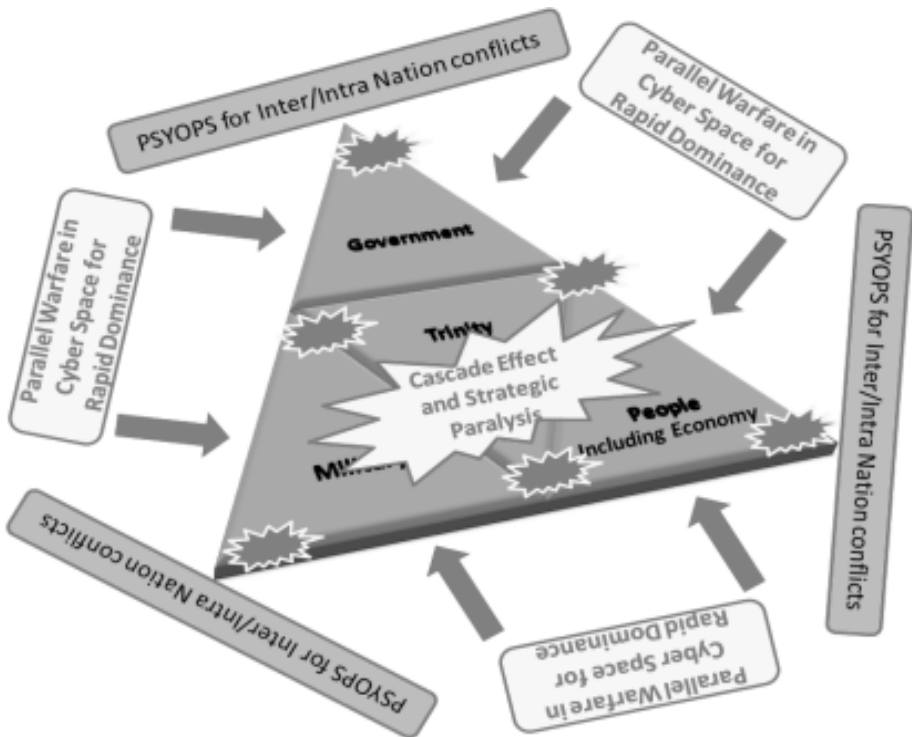 PSYOPS for Inter/Intra Nation conflicts
Parallel Warfare in
Cyber Space for
Rapid Dominance
Parallel Warfare in
Cyber Space for
Rapid Dominance
Government
Trinity
Cascade Effect
and Strategic
Paralysis
Military
People
Including Economy
PSYOPS for Inter/Intra Nation conflicts
PSYOPS for Inter/Intra Nation conflicts
Parallel Warfare in
Cyber Space for
Rapid Dominance